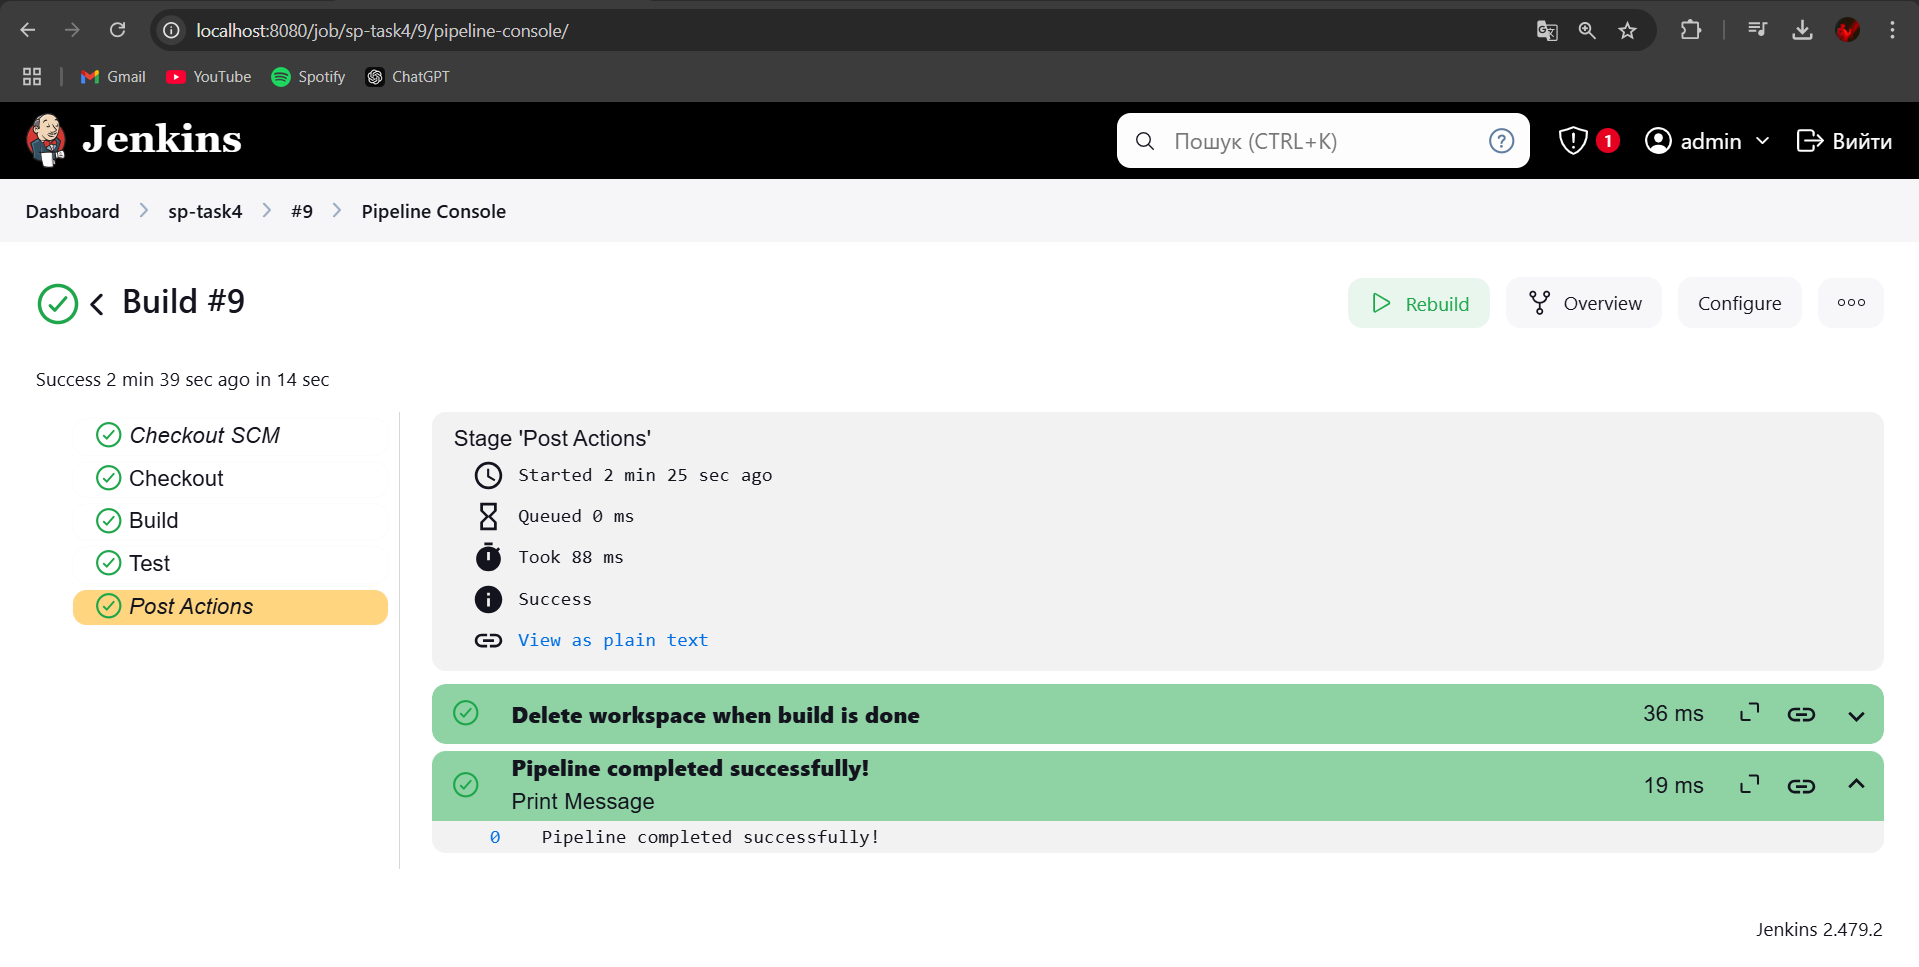 localhost:8080/job/sp-task4/9/pipeline-console/
Gmail YouTube Spotify ChatGPT
Jenkins Пошук (CTRL+K) ? 1 admin Вийти
Dashboard sp-task4 #9 Pipeline Console
Build #9 Rebuild Overview Configure
Success 2 min 39 sec ago in 14 sec
Checkout SCM
Checkout
Build
Test
Post Actions
Stage 'Post Actions'
Started 2 min 25 sec ago
Queued 0 ms
Took 88 ms
Success
View as plain text
Delete workspace when build is done 36 ms
Pipeline completed successfully!
Print Message 19 ms
0 Pipeline completed successfully!
Jenkins 2.479.2